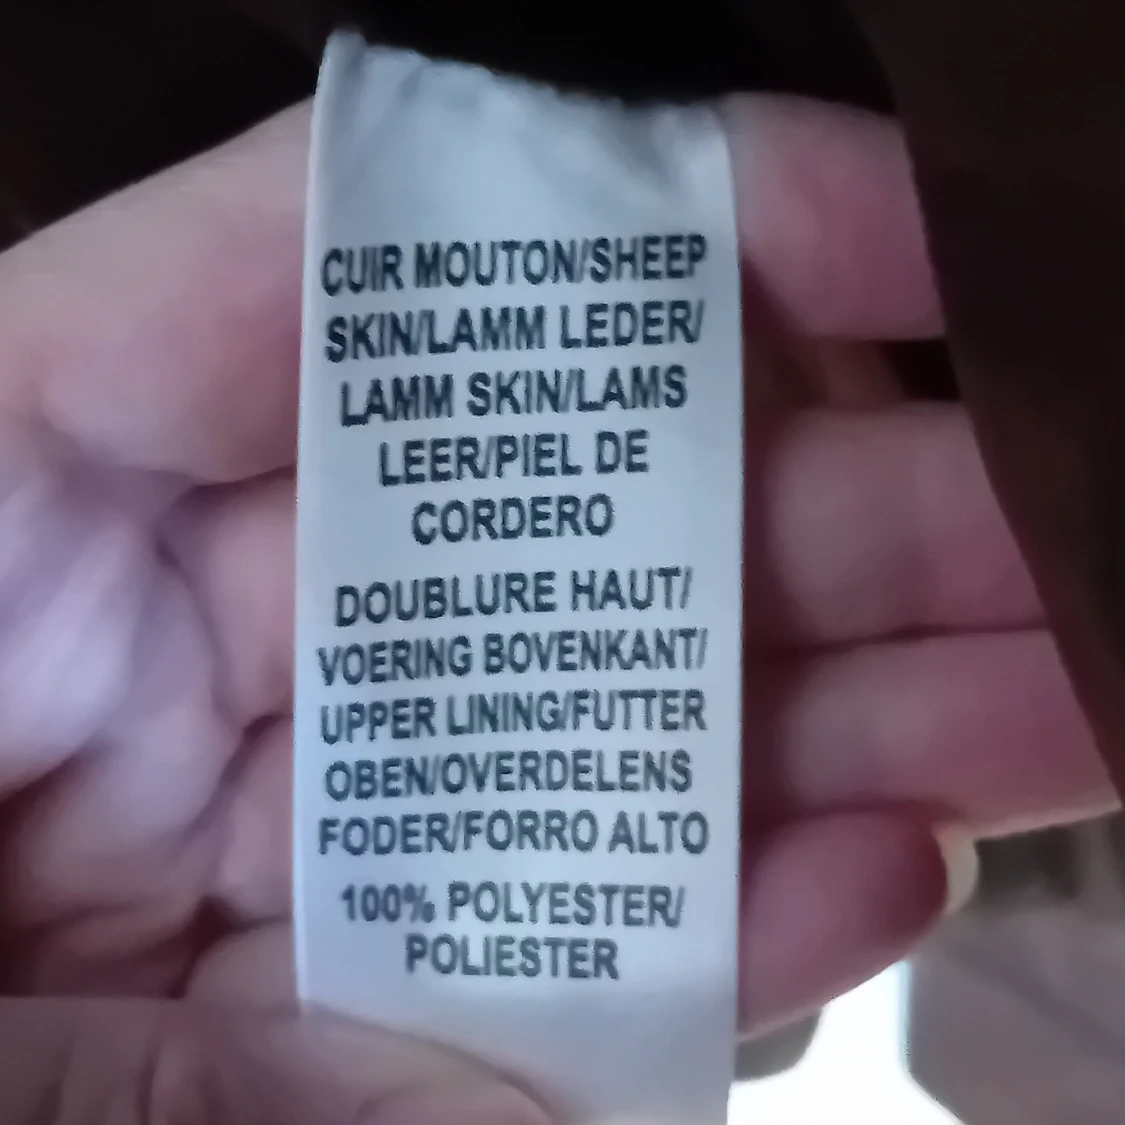 CUIR MOUTON/SHEEP
SKIN/LAMM LEDER/
LAMM SKIN/LAMS
LEER/PIEL DE
CORDERO
DOUBLURE HAUT/
VOERING BOVENKANT/
UPPER LINING/FUTTER
OBEN/OVERDELENS
FODER/FORRO ALTO
100% POLYESTER/
POLIESTER